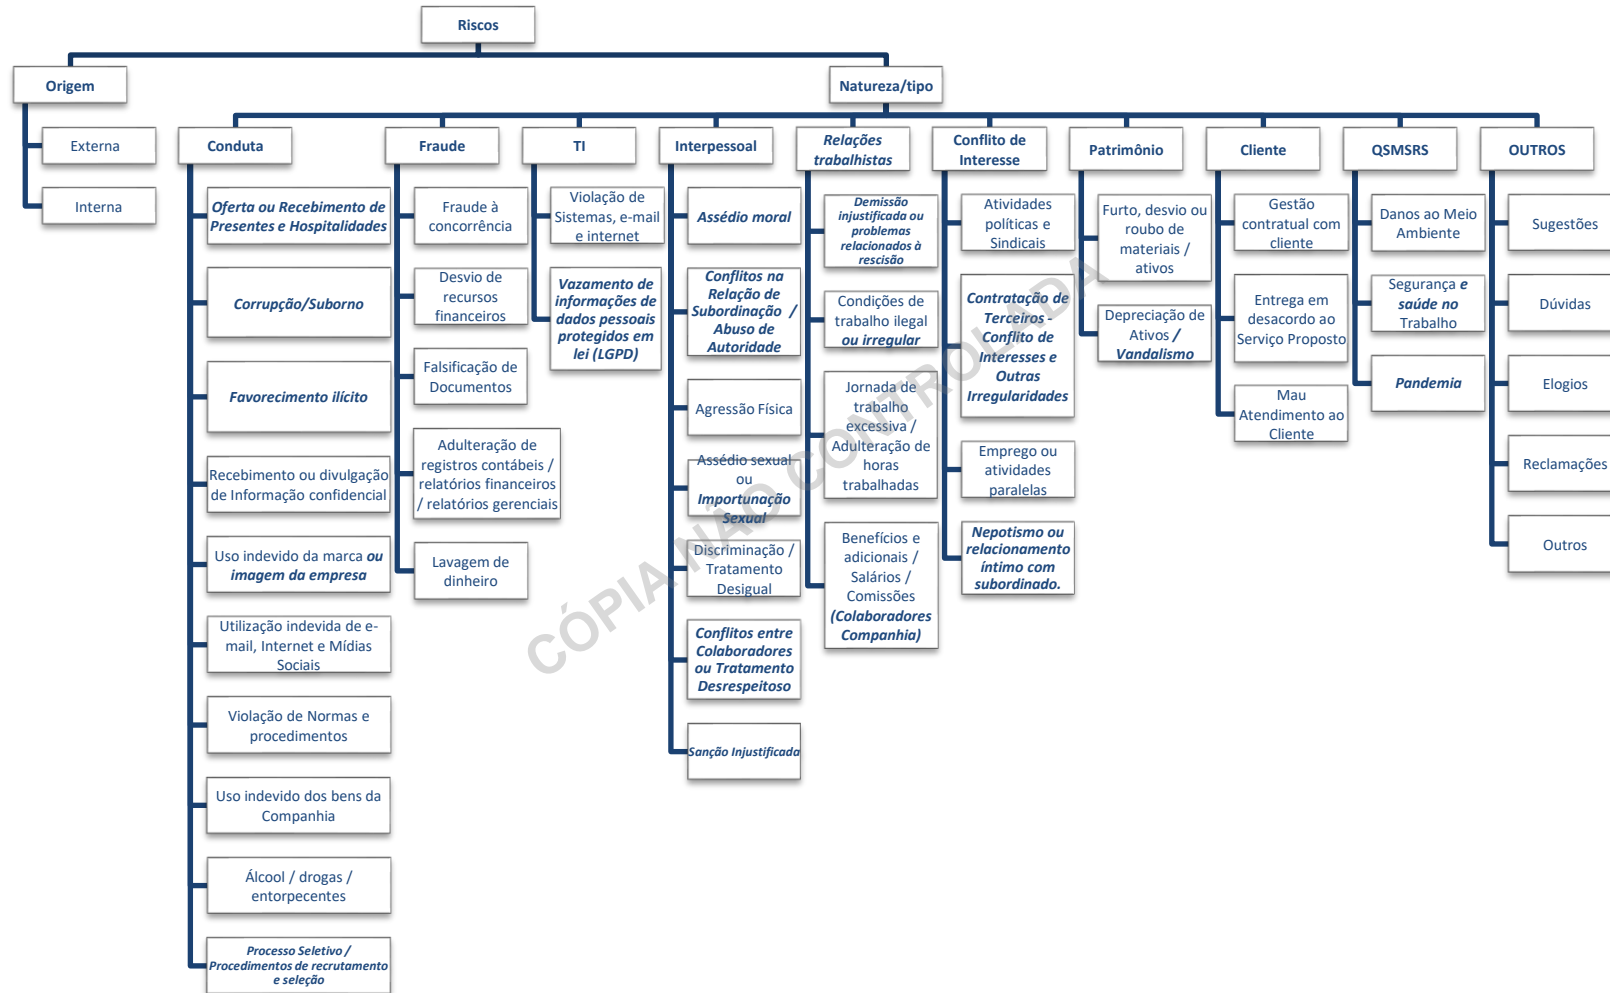 Riscos
Origem
Externa
Interna
Natureza/tipo
Conduta
Oferta ou Recebimento de
Presentes e Hospitalidades
Corrupção/Suborno
Favorecimento ilícito
Recebimento ou divulgação
de Informação confidencial
Uso indevido da marca ou
imagem da empresa
Utilização indevida de e-
mail, Internet e Mídias
Sociais
Violação de Normas e
procedimentos
Uso indevido dos bens da
Companhia
Álcool / drogas /
entorpecentes
Processo Seletivo /
Procedimentos de recrutamento
e seleção
Fraude
Fraude à
concorrência
Desvio de
recursos
financeiros
Falsificação de
Documentos
Adulteração de
registros contábeis /
relatórios financeiros
/ relatórios gerenciais
Lavagem de
dinheiro
TI
Violação de
Sistemas, e-mail
e internet
Vazamento de
informações de
dados pessoais
protegidos em
lei (LGPD)
Interpessoal
Assédio moral
Conflitos na
Relação de
Subordinação /
Abuso de
Autoridade
Agressão Física
Assédio sexual
ou
Importunação
Sexual
Discriminação /
Tratamento
Desigual
Conflitos entre
Colaboradores
ou Tratamento
Desrespeitoso
Sanção Injustificada
Relações
trabalhistas
Demissão
injustificada ou
problemas
relacionados à
rescisão
Condições de
trabalho ilegal
ou irregular
Jornada de
trabalho
excessiva /
Adulteração de
horas
trabalhadas
Benefícios e
adicionais /
Salários /
Comissões
(Colaboradores
Companhia)
Conflito de
Interesse
Atividades
políticas e
Sindicais
Contratação de
Terceiros -
Conflito de
Interesses e
Outras
Irregularidades
Emprego ou
atividades
paralelas
Nepotismo ou
relacionamento
íntimo com
subordinado.
Patrimônio
Furto, desvio ou
roubo de
materiais /
ativos
Depreciação de
Ativos /
Vandalismo
Cliente
Gestão
contratual com
cliente
Entrega em
desacordo ao
Serviço Proposto
Mau
Atendimento ao
Cliente
QSMSRS
Danos ao Meio
Ambiente
Segurança e
saúde no
Trabalho
Pandemia
OUTROS
Sugestões
Dúvidas
Elogios
Reclamações
Outros
CÓPIA NÃO CONTROLADA